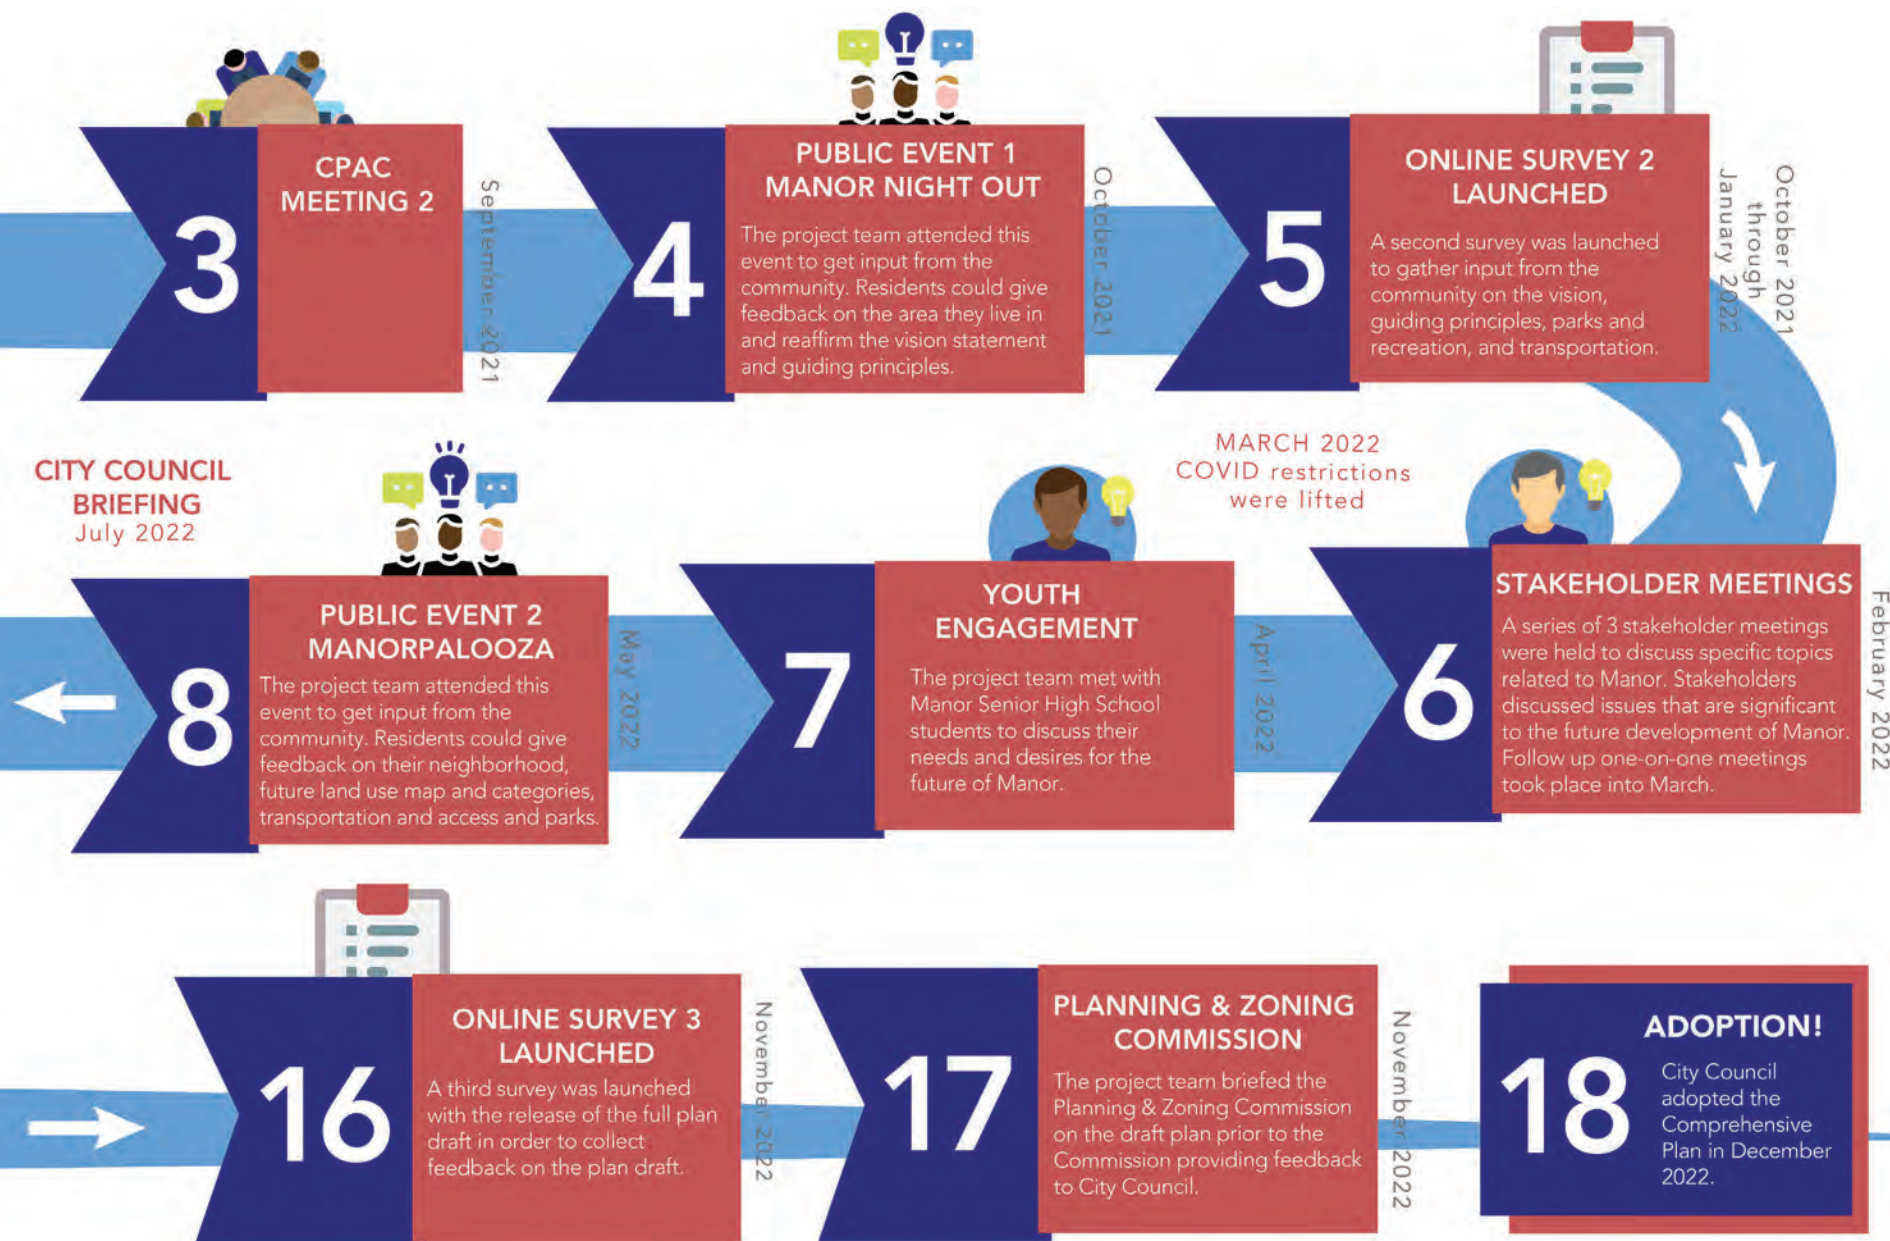 3
CPAC
MEETING 2
September 2021
4
PUBLIC EVENT 1
MANOR NIGHT OUT
The project team attended this
event to get input from the
community. Residents could give
feedback on the area they live in
and reaffirm the vision statement
and guiding principles.
October 2021
5
ONLINE SURVEY 2
LAUNCHED
A second survey was launched
to gather input from the
community on the vision,
guiding principles, parks and
recreation, and transportation.
October 2021
through
January 2022
MARCH 2022
COVID restrictions
were lifted
6
STAKEHOLDER MEETINGS
A series of 3 stakeholder meetings
were held to discuss specific topics
related to Manor. Stakeholders
discussed issues that are significant
to the future development of Manor.
Follow up one-on-one meetings
took place into March.
February 2022
7
YOUTH
ENGAGEMENT
The project team met with
Manor Senior High School
students to discuss their
needs and desires for the
future of Manor.
April 2022
8
PUBLIC EVENT 2
MANORPALOOZA
The project team attended this
event to get input from the
community. Residents could give
feedback on their neighborhood,
future land use map and categories,
transportation and access and parks.
May 2022
CITY COUNCIL
BRIEFING
July 2022
16
ONLINE SURVEY 3
LAUNCHED
A third survey was launched
with the release of the full plan
draft in order to collect
feedback on the plan draft.
November 2022
17
PLANNING & ZONING
COMMISSION
The project team briefed the
Planning & Zoning Commission
on the draft plan prior to the
Commission providing feedback
to City Council.
November 2022
18
ADOPTION!
City Council
adopted the
Comprehensive
Plan in December
2022.